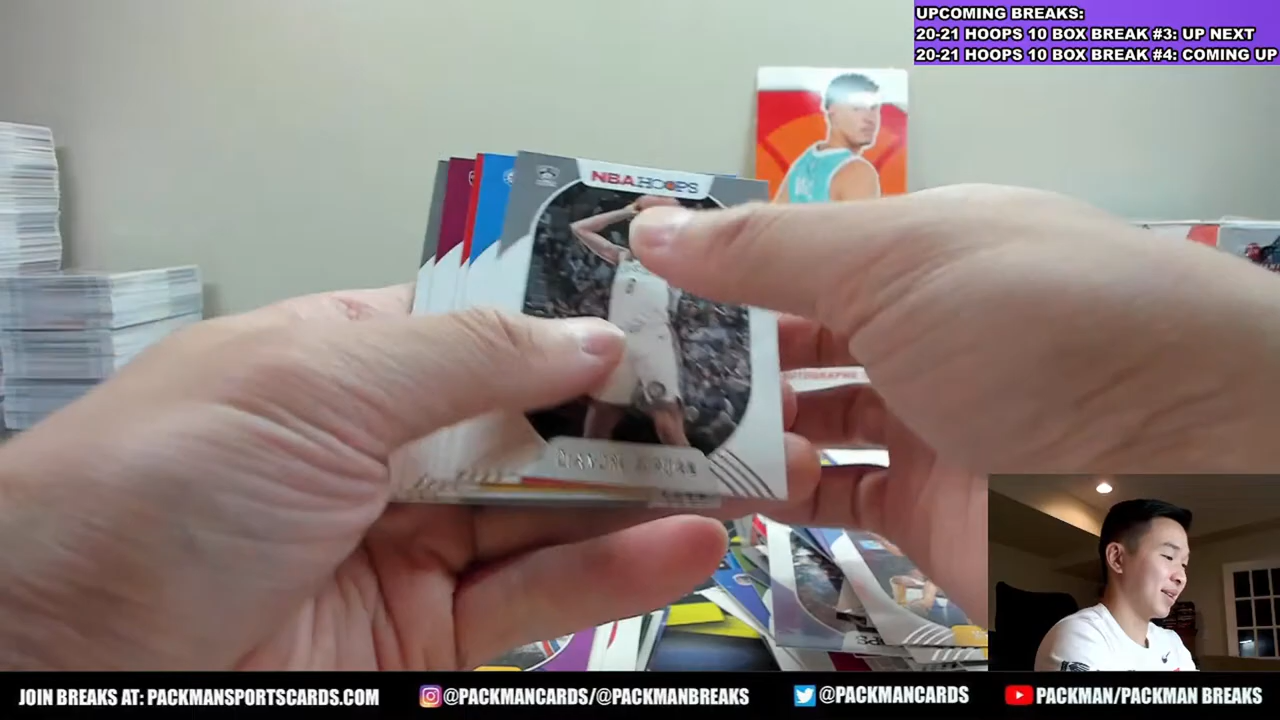 UPCOMING BREAKS:
20-21 HOOPS 10 BOX BREAK #3: UP NEXT
20-21 HOOPS 10 BOX BREAK #4: COMING UP
NBA HOOPS
JOIN BREAKS AT: PACKMANSPORTSCARDS.COM
@PACKMANCARDS/@PACKMANBREAKS
@PACKMANCARDS
PACKMAN/PACKMAN BREAKS